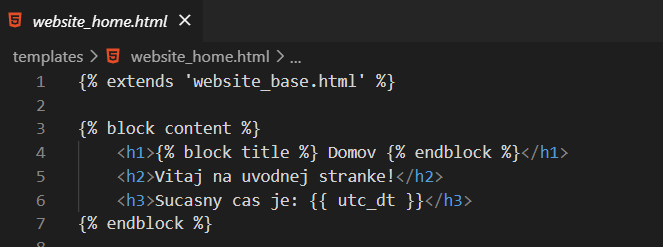 website_home.html ×
templates > website_home.html > ...
1 {% extends 'website_base.html' %}
2
3 {% block content %}
4 <h1>{% block title %} Domov {% endblock %}</h1>
5 <h2>Vitaj na uvodnej stranke!</h2>
6 <h3>Sucasny cas je: {{ utc_dt }}</h3>
7 {% endblock %}
8